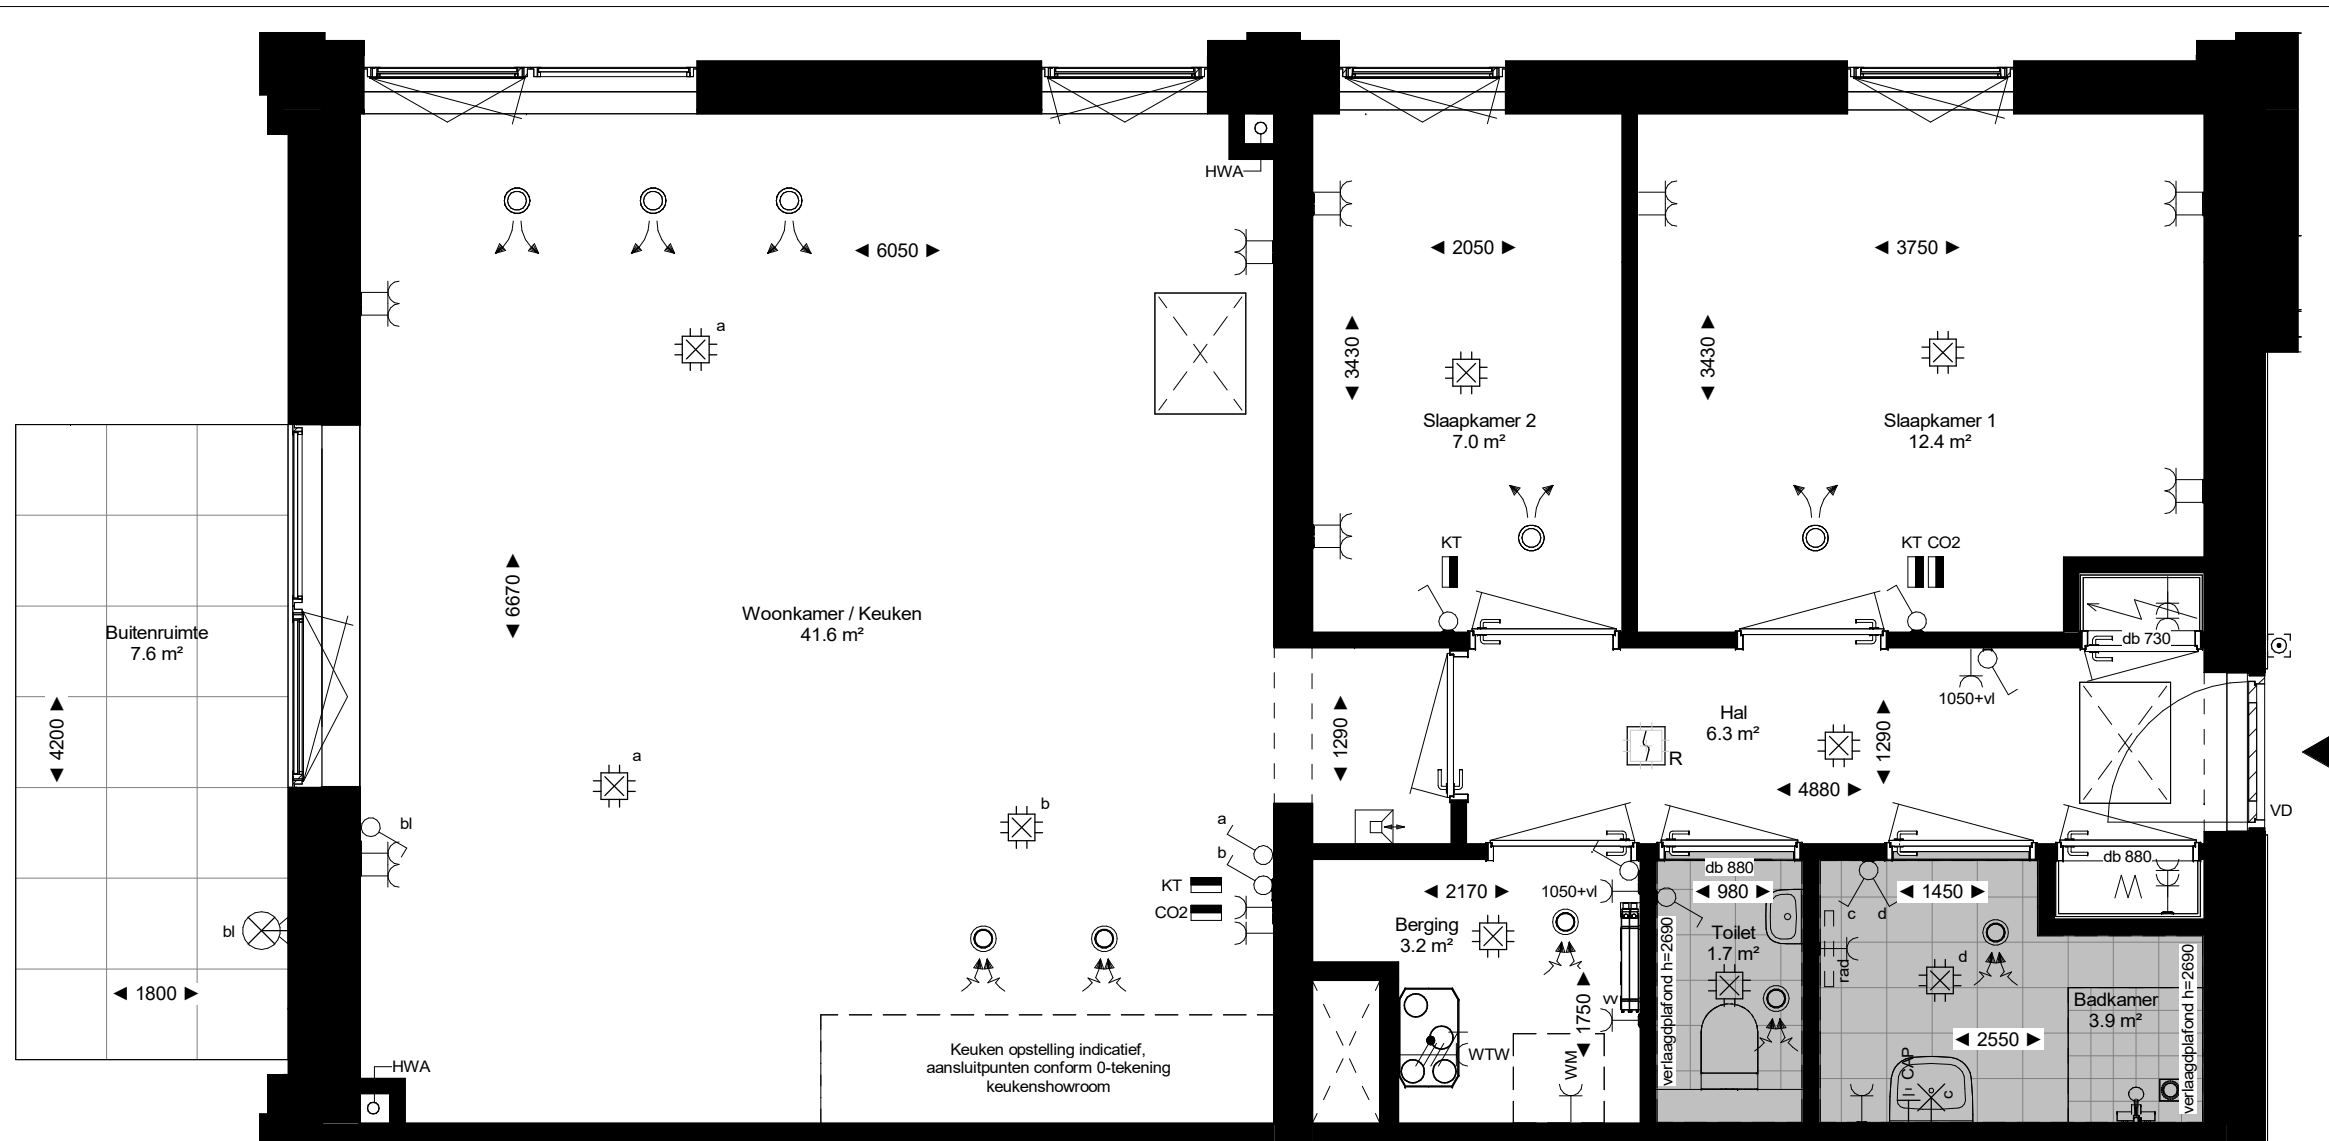 HWA
◄ 6050 ►
◄ 2050 ►
◄ 3750 ►
a
◄ 3430 ►
◄ 3430 ►
Slaapkamer 2
7.0 m²
Slaapkamer 1
12.4 m²
KT
KT CO2
◄ 6670 ►
Woonkamer / Keuken
41.6 m²
Buitenruimte
7.6 m²
db 730
1050+vl
◄ 4200 ►
◄ 1290 ►
Hal
6.3 m²
◄ 1290 ►
R
a
◄ 4880 ►
b
VD
bl
a
b
db 880
db 880
KT
CO2
◄ 2170 ►
1050+vl
◄ 980 ►
◄ 1450 ►
c d
bl
Berging
3.2 m²
Toilet
1.7 m²
d
rad
verlaagdplafond h=2690
verlaagdplafond h=2690
◄ 1800 ►
◄ 1750 ►
Badkamer
3.9 m²
◄ 2550 ►
Keuken opstelling indicatief,
aansluitpunten conform 0-tekening
keukenshowroom
WTW
WM
CAP
c
HWA